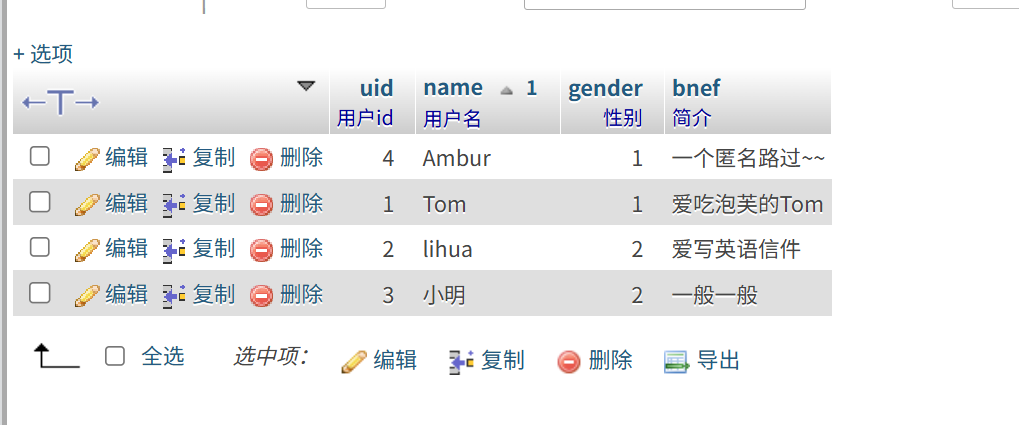 + 选项
←T→ uid name 1 gender bnef
用户id 用户名 性别 简介
编辑 复制 删除 4 Ambur 1 一个匿名路过~~
编辑 复制 删除 1 Tom 1 爱吃泡芙的Tom
编辑 复制 删除 2 lihua 2 爱写英语信件
编辑 复制 删除 3 小明 2 一般一般
全选 选中项： 编辑 复制 删除 导出